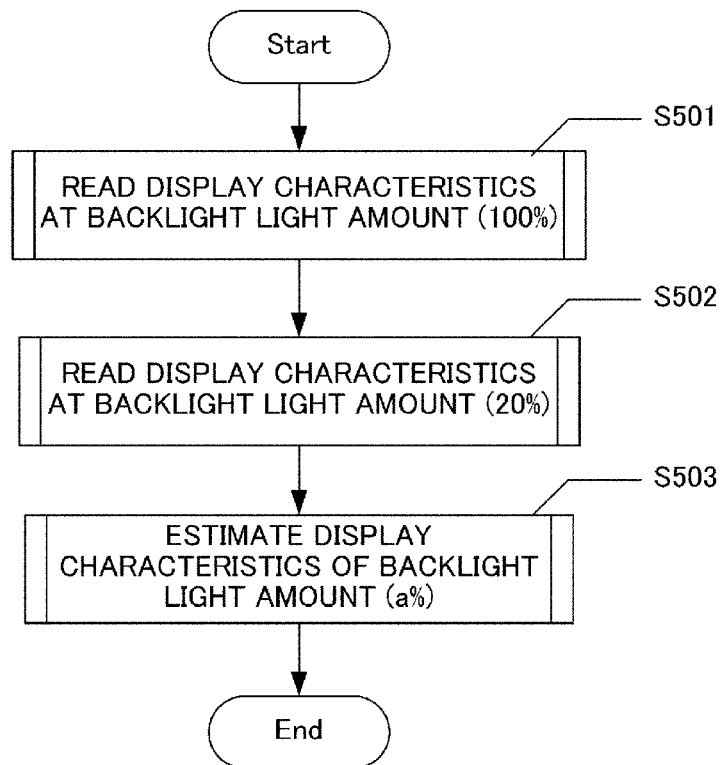 Start
S501
READ DISPLAY CHARACTERISTICS
AT BACKLIGHT LIGHT AMOUNT (100%)
S502
READ DISPLAY CHARACTERISTICS
AT BACKLIGHT LIGHT AMOUNT (20%)
S503
ESTIMATE DISPLAY
CHARACTERISTICS OF BACKLIGHT
LIGHT AMOUNT (a%)
End